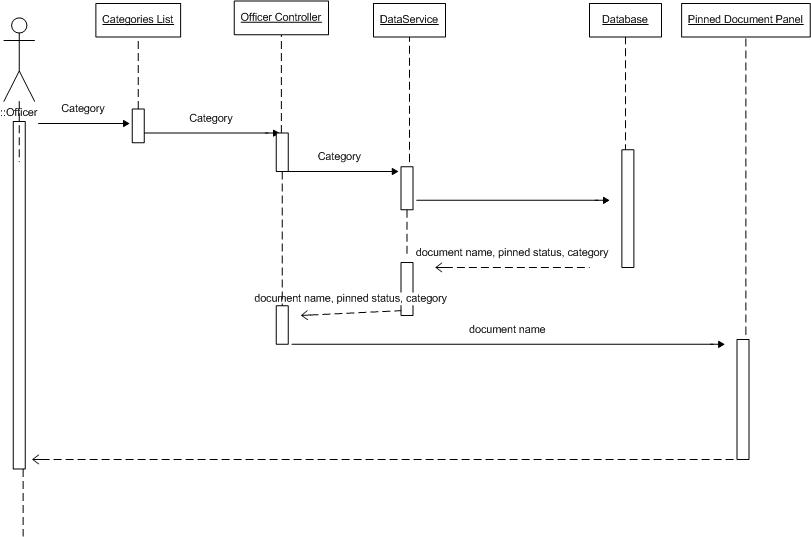 Categories List
Officer Controller
DataService
Database
Pinned Document Panel
::Officer
Category
Category
Category
document name, pinned status, category
document name, pinned status, category
document name